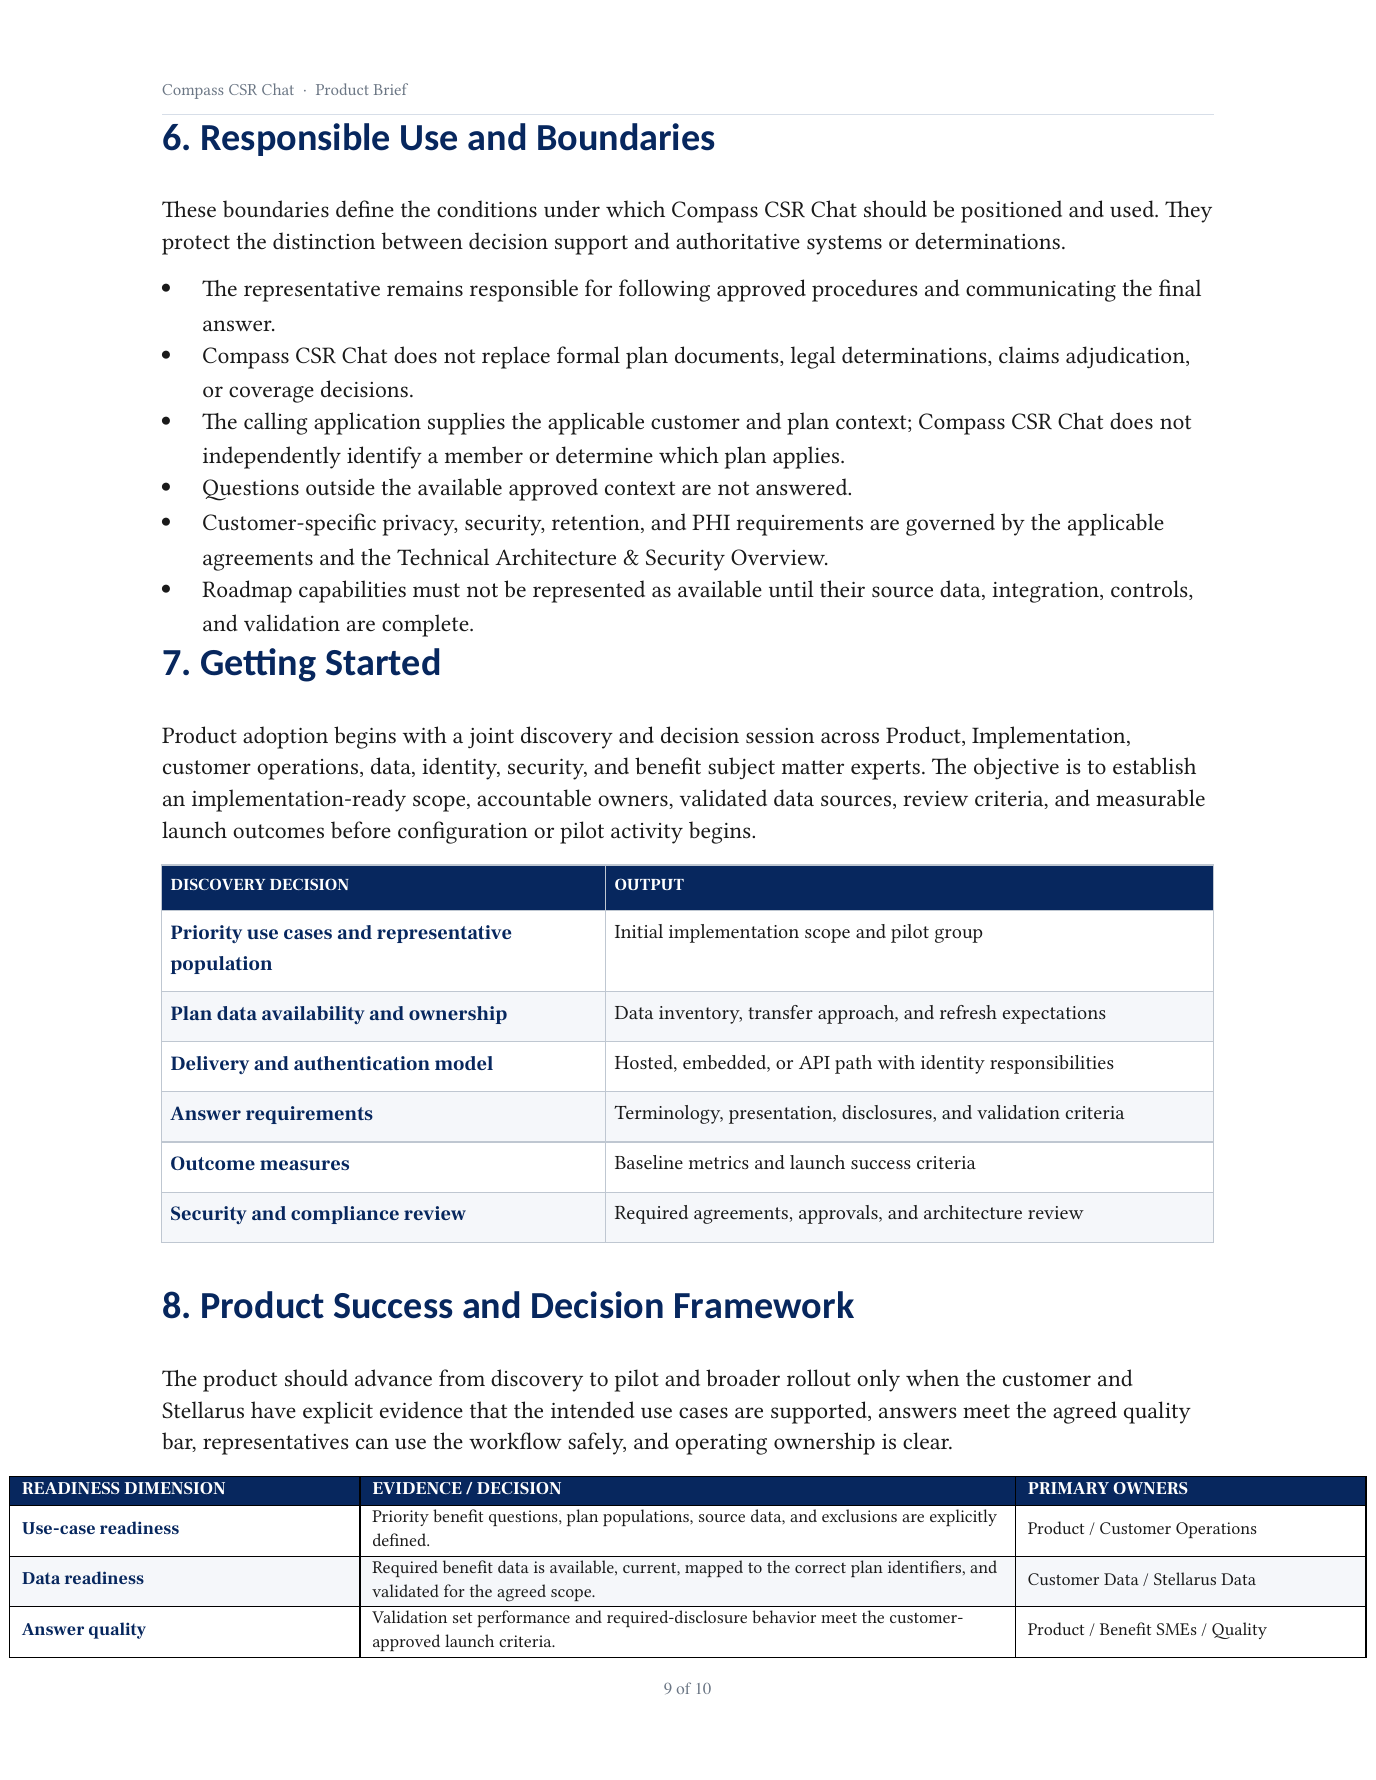 Compass CSR Chat · Product Brief
6. Responsible Use and Boundaries
These boundaries define the conditions under which Compass CSR Chat should be positioned and used. They
protect the distinction between decision support and authoritative systems or determinations.
• The representative remains responsible for following approved procedures and communicating the final
answer.
• Compass CSR Chat does not replace formal plan documents, legal determinations, claims adjudication,
or coverage decisions.
• The calling application supplies the applicable customer and plan context; Compass CSR Chat does not
independently identify a member or determine which plan applies.
• Questions outside the available approved context are not answered.
• Customer-specific privacy, security, retention, and PHI requirements are governed by the applicable
agreements and the Technical Architecture & Security Overview.
• Roadmap capabilities must not be represented as available until their source data, integration, controls,
and validation are complete.
7. Getting Started
Product adoption begins with a joint discovery and decision session across Product, Implementation,
customer operations, data, identity, security, and benefit subject matter experts. The objective is to establish
an implementation-ready scope, accountable owners, validated data sources, review criteria, and measurable
launch outcomes before configuration or pilot activity begins.
DISCOVERY DECISION OUTPUT
Priority use cases and representative Initial implementation scope and pilot group
population
Plan data availability and ownership Data inventory, transfer approach, and refresh expectations
Delivery and authentication model Hosted, embedded, or API path with identity responsibilities
Answer requirements Terminology, presentation, disclosures, and validation criteria
Outcome measures Baseline metrics and launch success criteria
Security and compliance review Required agreements, approvals, and architecture review
8. Product Success and Decision Framework
The product should advance from discovery to pilot and broader rollout only when the customer and
Stellarus have explicit evidence that the intended use cases are supported, answers meet the agreed quality
bar, representatives can use the workflow safely, and operating ownership is clear.
READINESS DIMENSION EVIDENCE / DECISION PRIMARY OWNERS
Use-case readiness
Priority benefit questions, plan populations, source data, and exclusions are explicitly
defined.
Product / Customer Operations
Data readiness
Required benefit data is available, current, mapped to the correct plan identifiers, and
validated for the agreed scope.
Customer Data / Stellarus Data
Answer quality
Validation set performance and required-disclosure behavior meet the customer-
approved launch criteria.
Product / Benefit SMEs / Quality
9 of 10